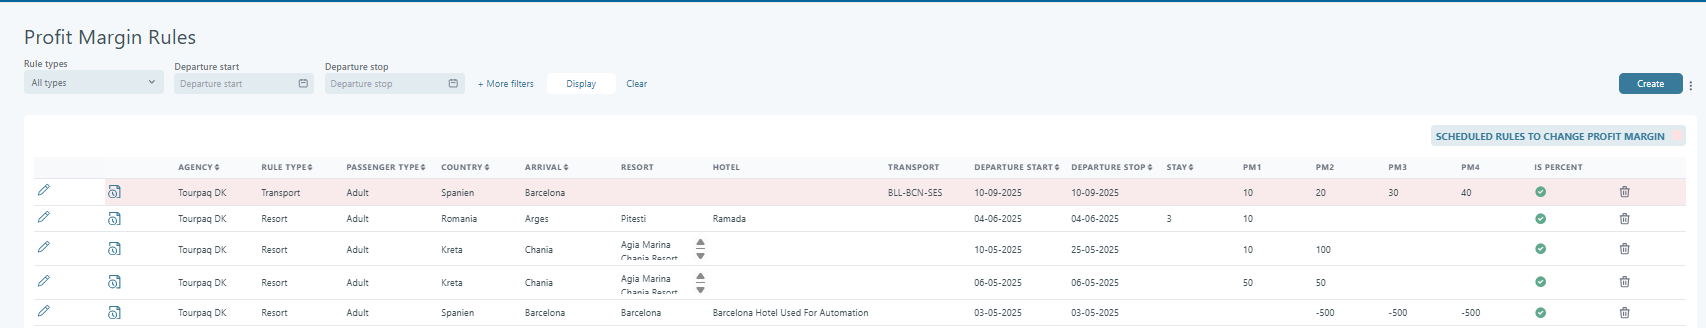 Profit Margin Rules
Rule types
Departure start
Departure stop
All types
Departure start
Departure stop
+ More filters
Display
Clear
Create
SCHEDULED RULES TO CHANGE PROFIT MARGIN
AGENCY RULE TYPE PASSENGER TYPE COUNTRY ARRIVAL RESORT HOTEL TRANSPORT DEPARTURE START DEPARTURE STOP STAY PM1 PM2 PM3 PM4 IS PERCENT
Tourpaq DK Transport Adult Spanien Barcelona BLL-BCN-SES 10-09-2025 10-09-2025 10 20 30 40
Tourpaq DK Resort Adult Romania Arges Pitesti Ramada 04-06-2025 04-06-2025 3 10
Tourpaq DK Resort Adult Kreta Chania Agia Marina 10-05-2025 25-05-2025 10 100
Chania Resort
Tourpaq DK Resort Adult Kreta Chania Agia Marina 06-05-2025 06-05-2025 50 50
Chania Resort
Tourpaq DK Resort Adult Spanien Barcelona Barcelona Barcelona Hotel Used For Automation 03-05-2025 03-05-2025 -500 -500 -500